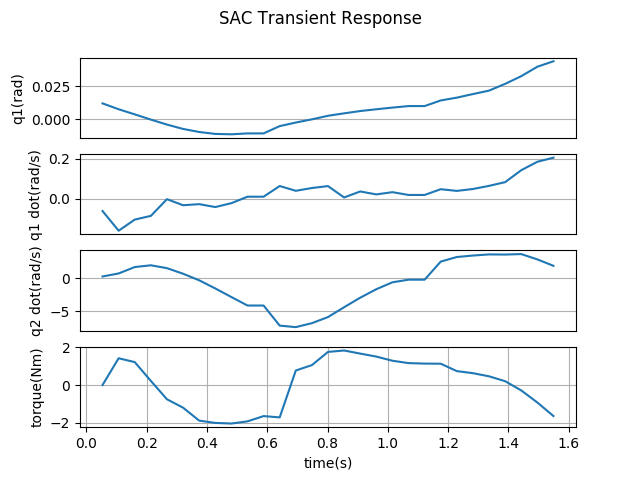 SAC Transient Response
q1(rad)
0.025
0.000
q1 dot(rad/s)
0.2
0.0
q2 dot(rad/s)
0
−5
torque(Nm)
2
0
−2
0.0 0.2 0.4 0.6 0.8 1.0 1.2 1.4 1.6
time(s)